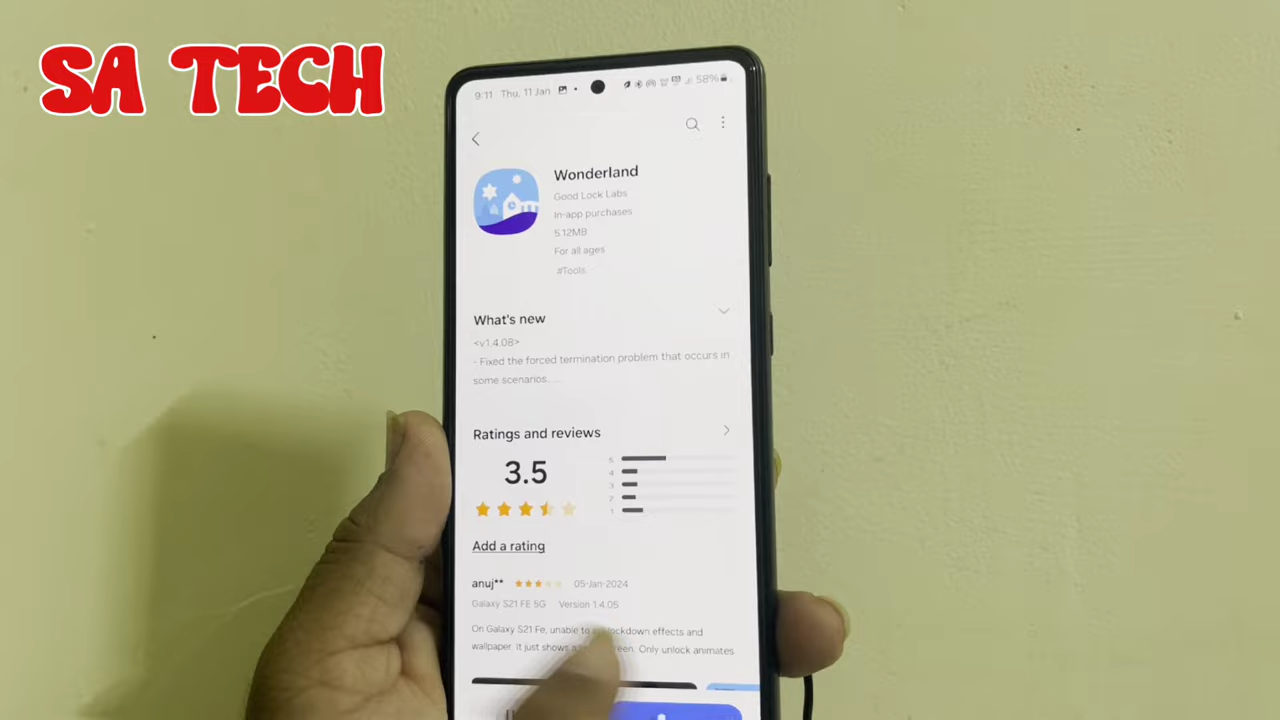 SA TECH
9:11 Thu, 11 Jan
58%
Wonderland
Good Lock Labs
In-app purchases
5.12MB
For all ages
#Tools
What's new
<v1.4.08>
- Fixed the forced termination problem that occurs in
some scenarios....
Ratings and reviews
3.5
5
4
3
2
1
Add a rating
anuj** 05-Jan-2024
Galaxy S21 FE 5G Version 1.4.05
On Galaxy S21 Fe, unable to lockdown effects and
wallpaper. It just shows a Only unlock animates